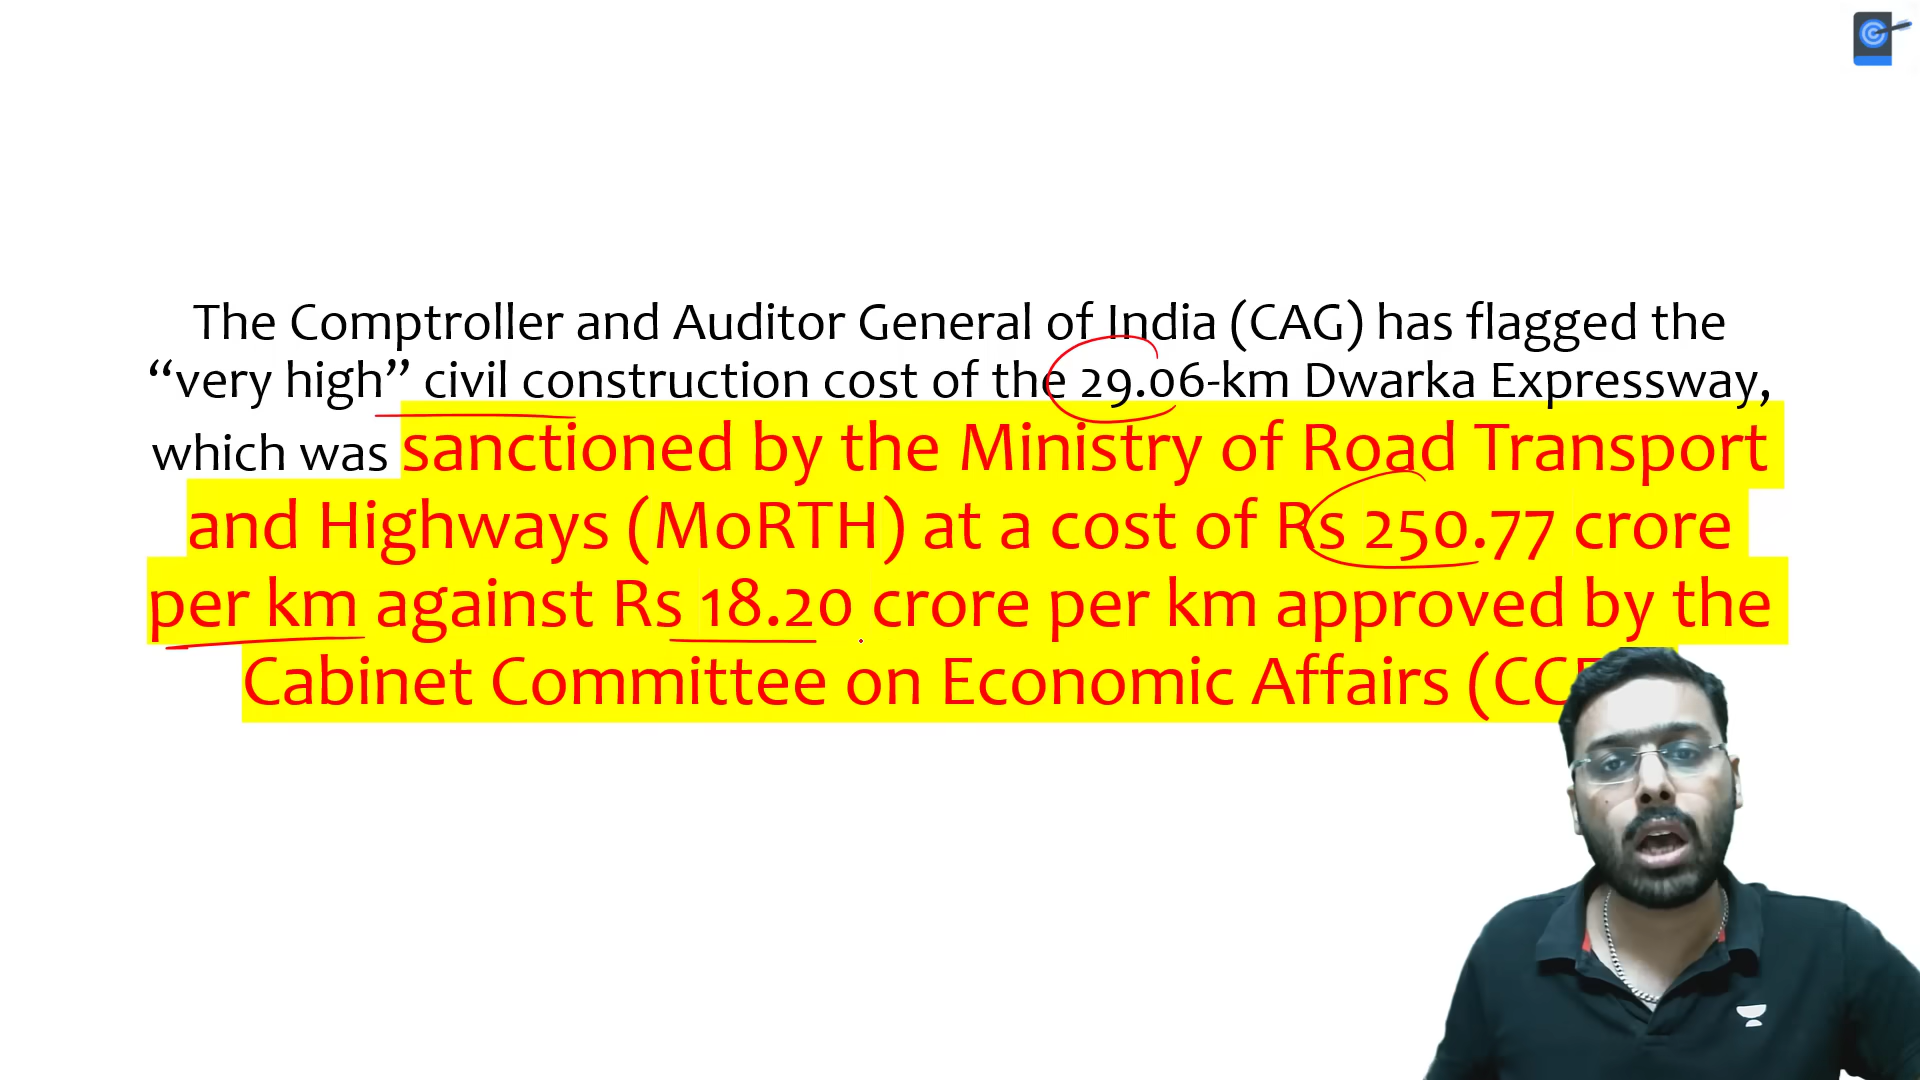 The Comptroller and Auditor General of India (CAG) has flagged the
“very high” civil construction cost of the 29.06-km Dwarka Expressway,
which was sanctioned by the Ministry of Road Transport
and Highways (MoRTH) at a cost of Rs 250.77 crore
per km against Rs 18.20 crore per km approved by the
Cabinet Committee on Economic Affairs